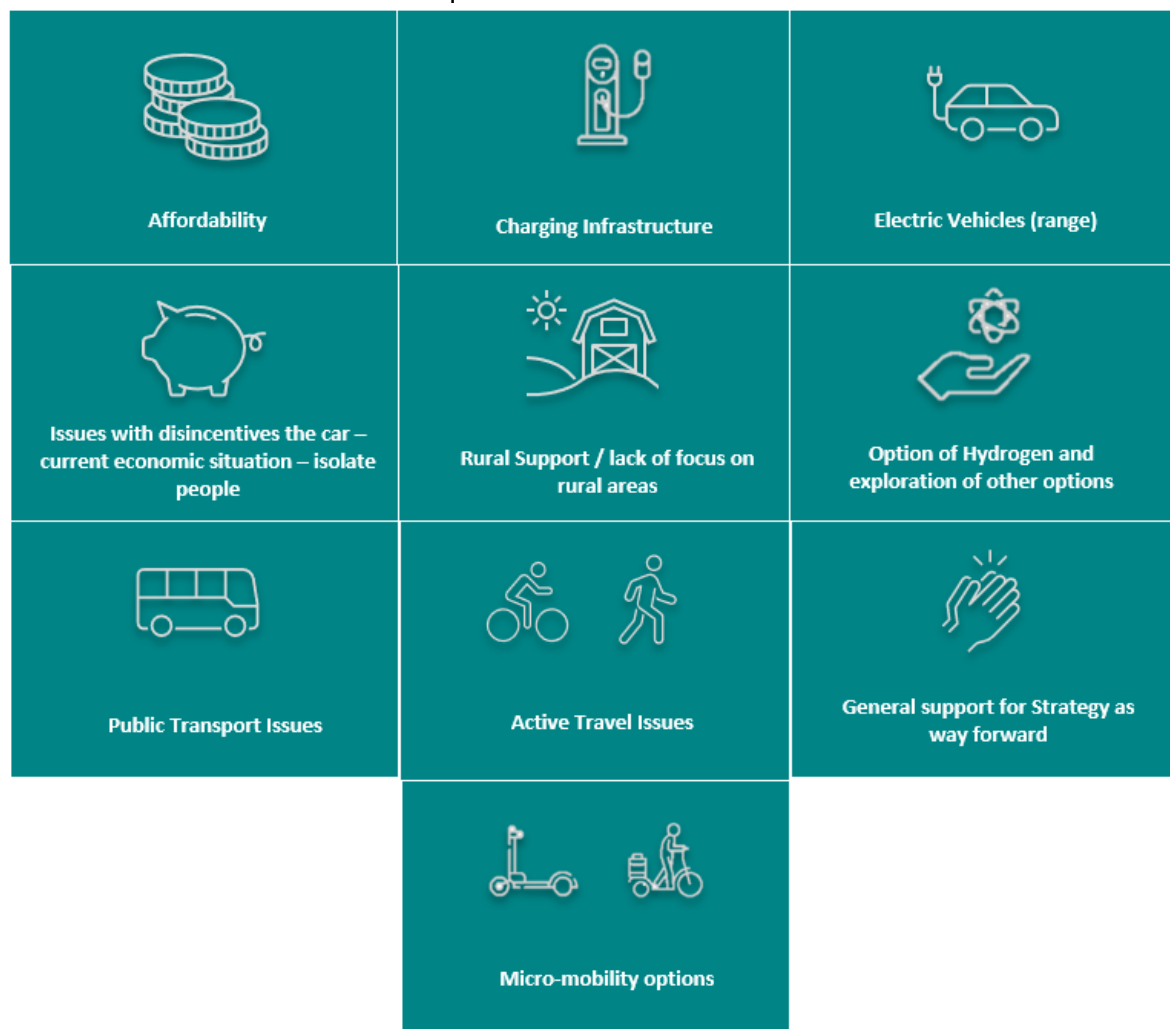 Affordability
Charging Infrastructure
Electric Vehicles (range)
Issues with disincentives the car –
current economic situation – isolate
people
Rural Support / lack of focus on
rural areas
Option of Hydrogen and
exploration of other options
Public Transport Issues
Active Travel Issues
General support for Strategy as
way forward
Micro-mobility options